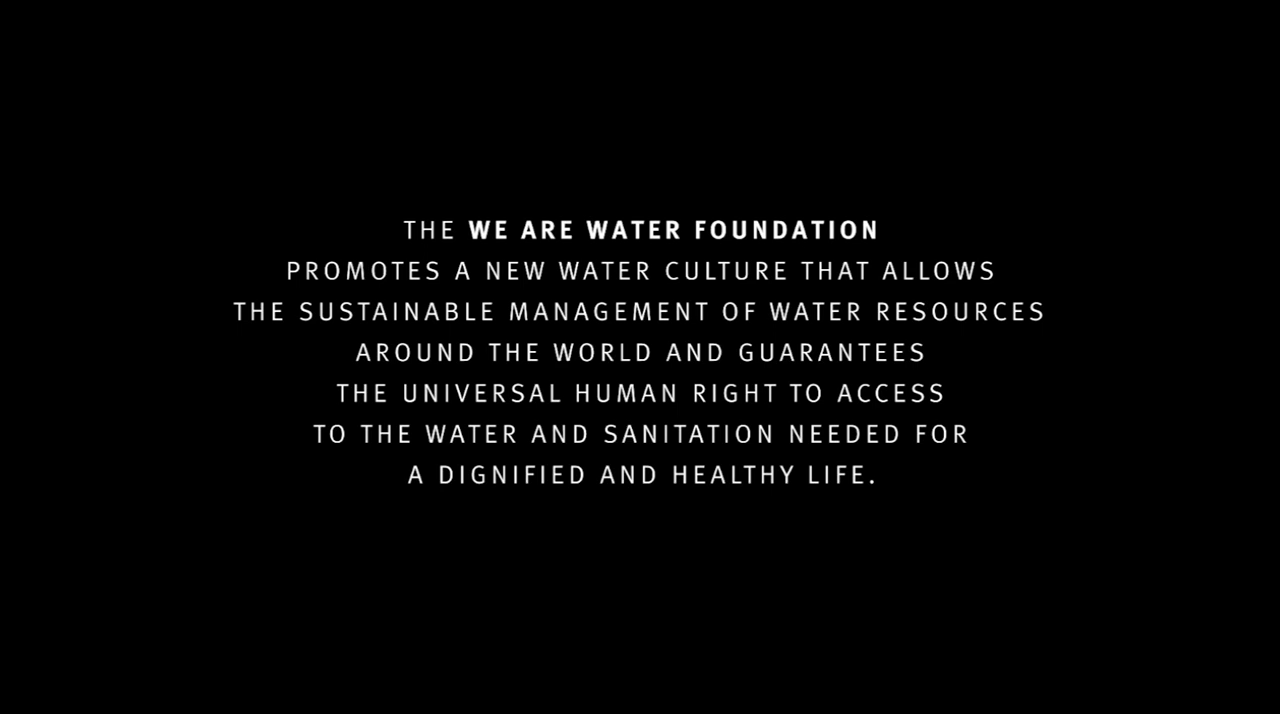 THE WE ARE WATER FOUNDATION
PROMOTES A NEW WATER CULTURE THAT ALLOWS
THE SUSTAINABLE MANAGEMENT OF WATER RESOURCES
AROUND THE WORLD AND GUARANTEES
THE UNIVERSAL HUMAN RIGHT TO ACCESS
TO THE WATER AND SANITATION NEEDED FOR
A DIGNIFIED AND HEALTHY LIFE.